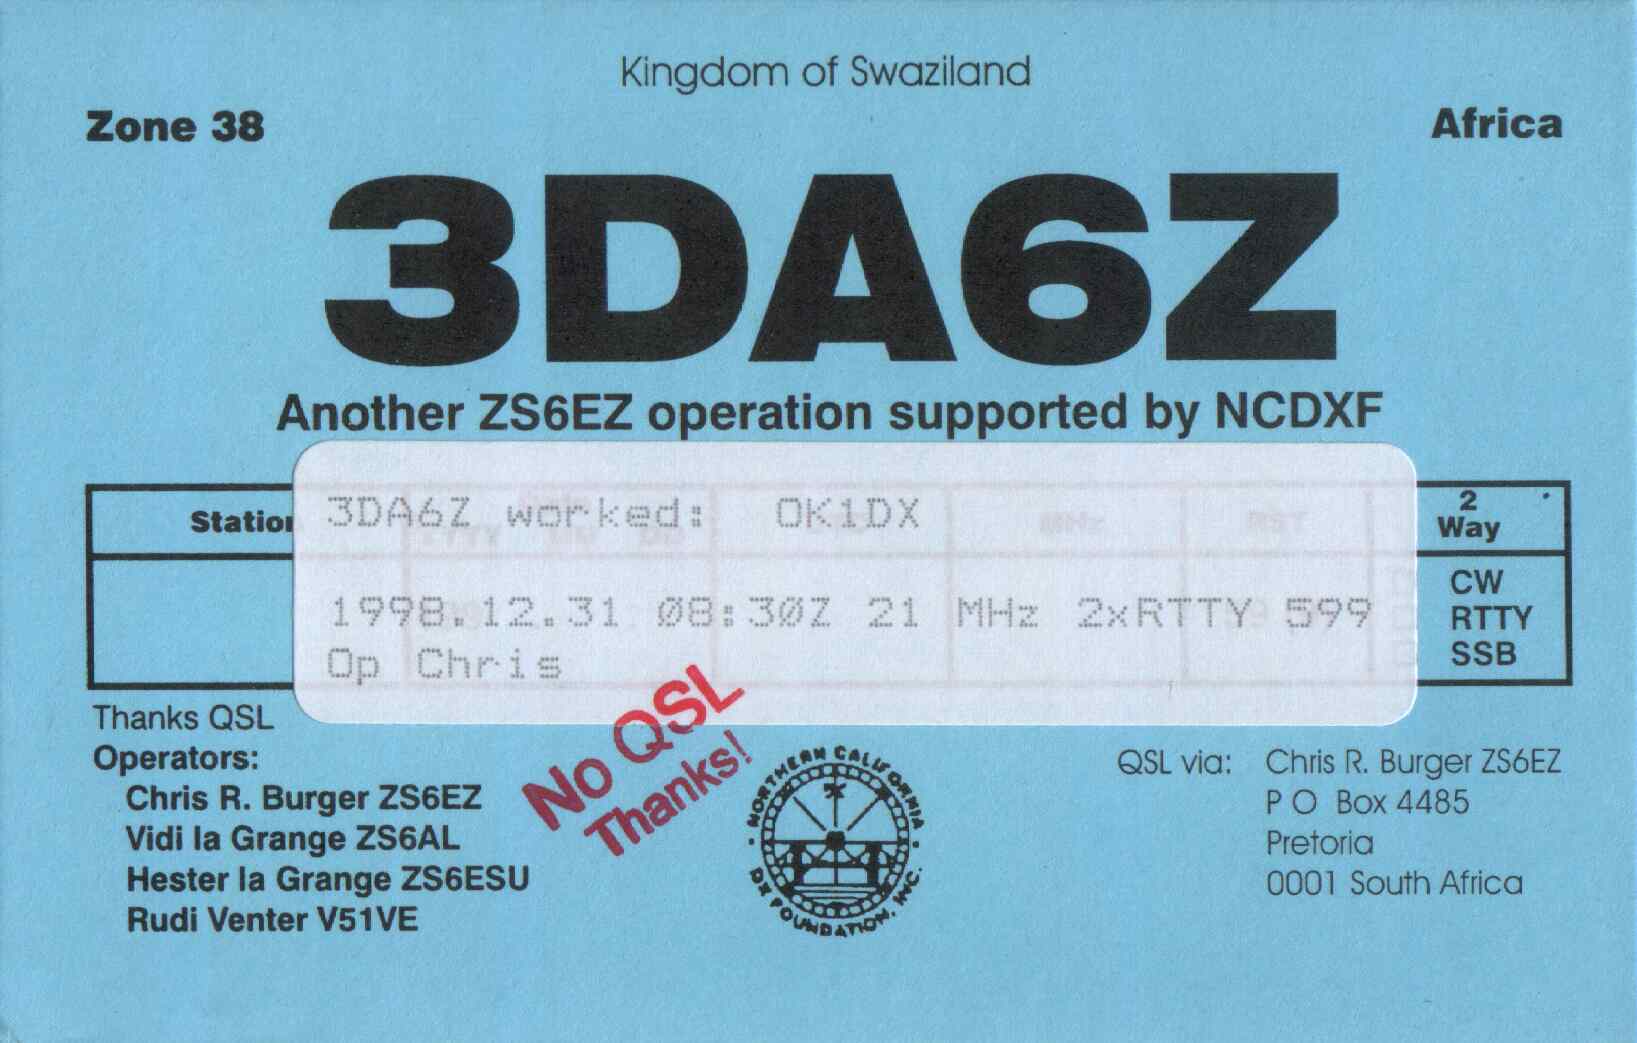 Kingdom of Swaziland
Zone 38
Africa
3DA6Z
Another ZS6EZ operation supported by NCDXF
Station
2
Way
3DA6Z worked: OK1DX
1998.12.31 08:30Z 21 MHz 2xRTTY 599
Op Chris
CW
RTTY
SSB
No QSL
Thanks!
Thanks QSL
Operators:
Chris R. Burger ZS6EZ
Vidi la Grange ZS6AL
Hester la Grange ZS6ESU
Rudi Venter V51VE
NORTHERN CALIFORNIA
DX FOUNDATION, INC.
QSL via: Chris R. Burger ZS6EZ
P O Box 4485
Pretoria
0001 South Africa